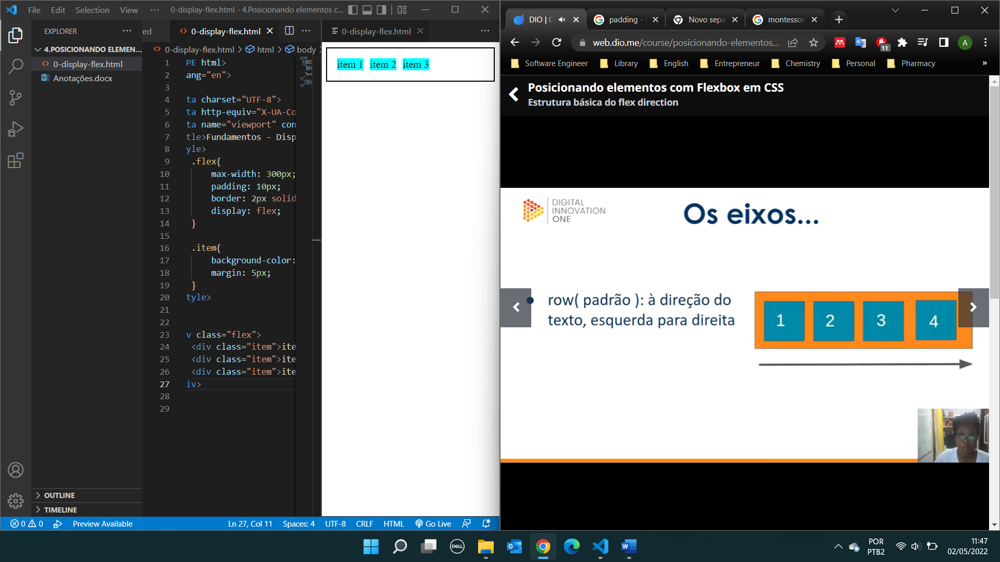 File Edit Selection View ··· 0-display-flex.html - 4.Posicionando elementos c...
EXPLORER ···
4.POSICIONANDO ELEMEN...
0-display-flex.html
Anotações.docx
OUTLINE
TIMELINE
ed 0-display-flex.html ···
0-display-flex.html > html > body
1 PE html>
2 ang="en">
3
4 ta charset="UTF-8">
5 ta http-equiv="X-UA-Co
6 ta name="viewport" con
7 tle>Fundamentos - Disp
8 yle>
9 .flex{
10 max-width: 300px;
11 padding: 10px;
12 border: 2px solid
13 display: flex;
14 }
15
16 .item{
17 background-color:
18 margin: 5px;
19 }
20 tyle>
21
22
23 v class="flex">
24 <div class="item">ite
25 <div class="item">ite
26 <div class="item">ite
27 iv>
28
29
0-display-flex.html ···
item 1 item 2 item 3
0 0 Preview Available Ln 27, Col 11 Spaces: 4 UTF-8 CRLF HTML Go Live
DIO | C padding - Novo sepa montessori
web.dio.me/course/posicionando-elementos... 11 A
Software Engineer Library English Entrepreneur Chemistry Personal Pharmacy »
Posicionando elementos com Flexbox em CSS
Estrutura básica do flex direction
DIGITAL
INNOVATION
ONE
Os eixos...
row( padrão ): à direção do
texto, esquerda para direita
1 2 3 4
DELL
POR
PTB2
11:47
02/05/2022